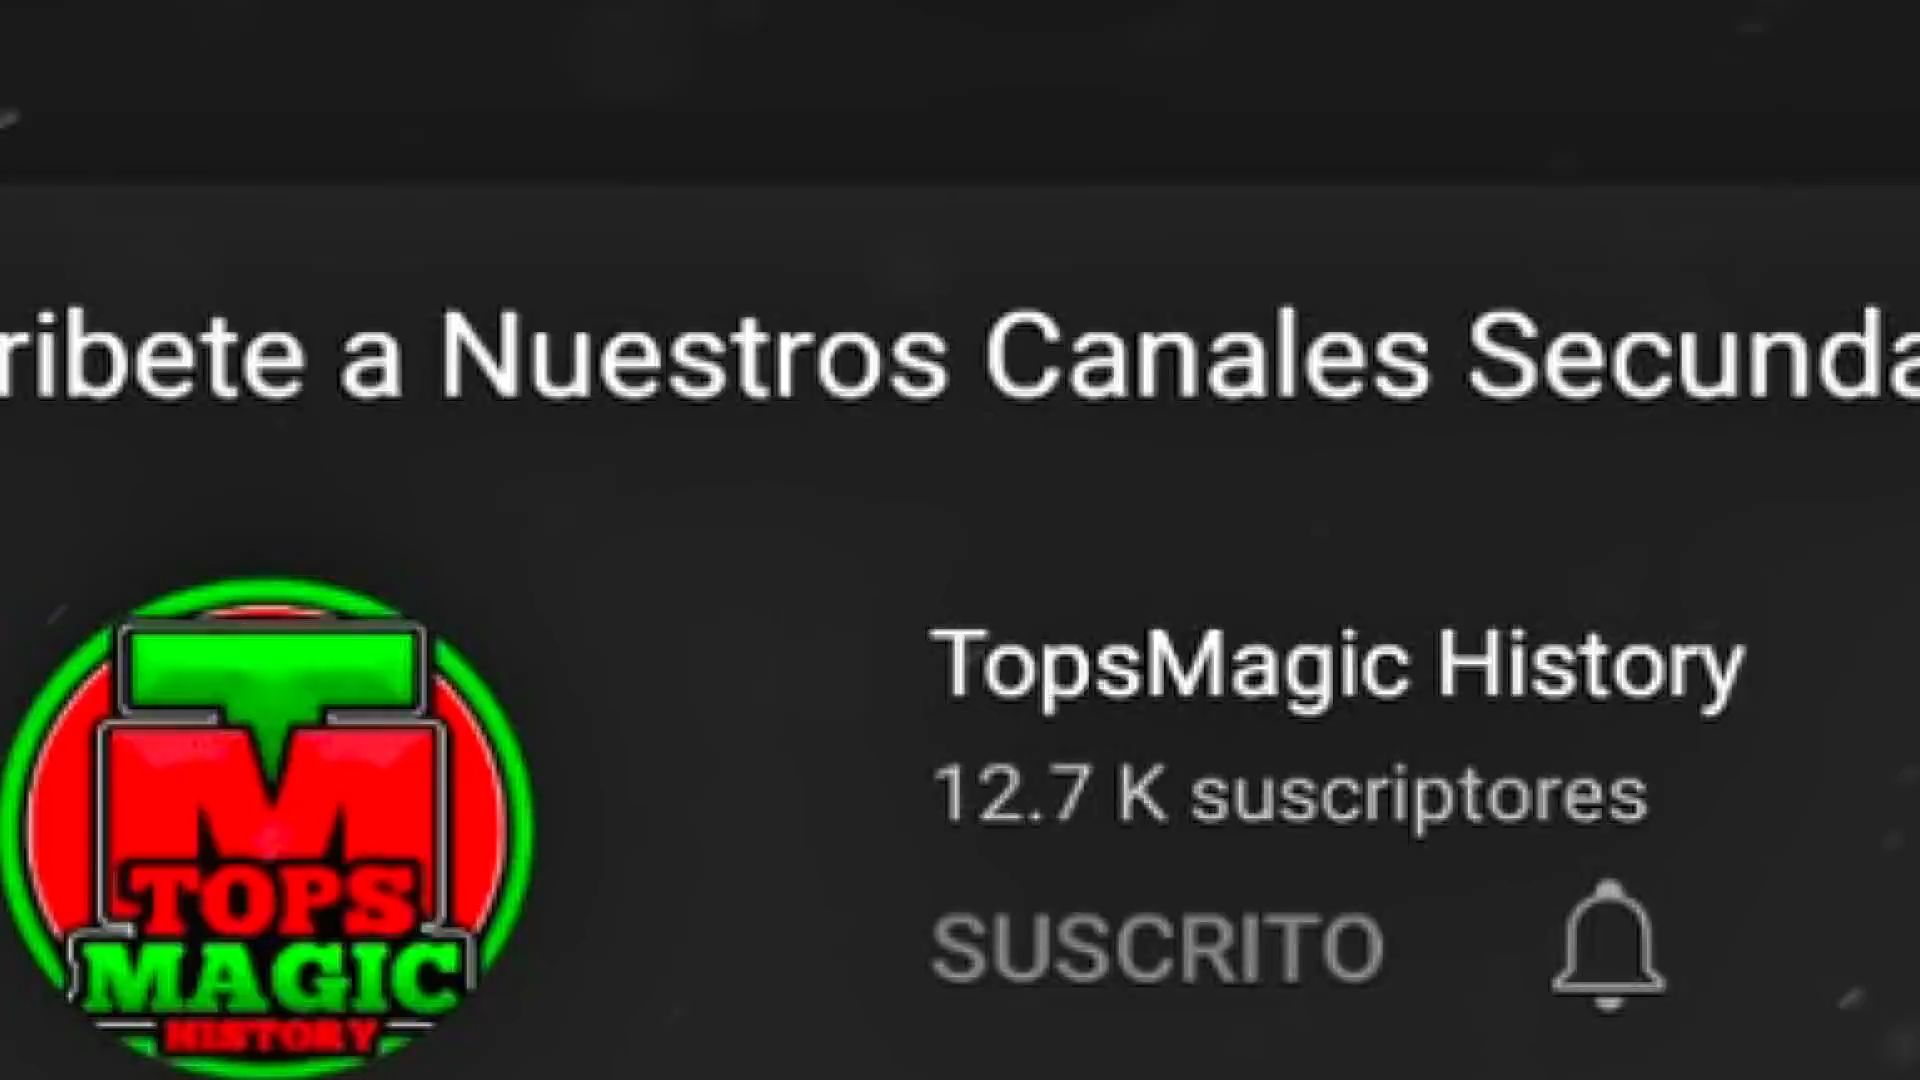 ribete a Nuestros Canales Secunda
TopsMagic History
12.7 K suscriptores
SUSCRITO
TOPS
MAGIC
HISTORY